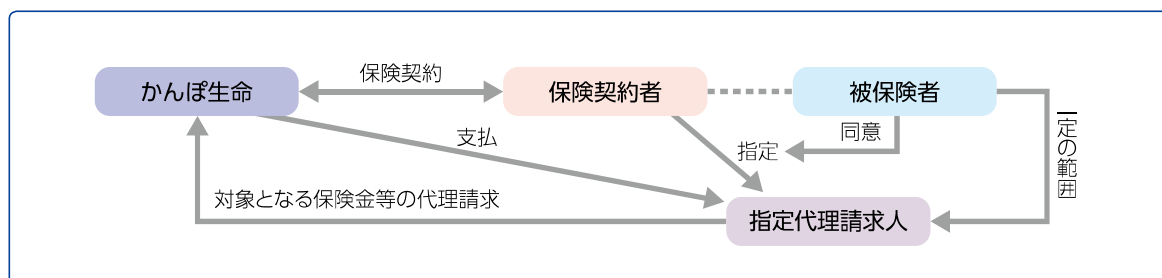 かんぽ生命
保険契約
保険契約者
被保険者
支払
指定
同意
一定の範囲
対象となる保険金等の代理請求
指定代理請求人